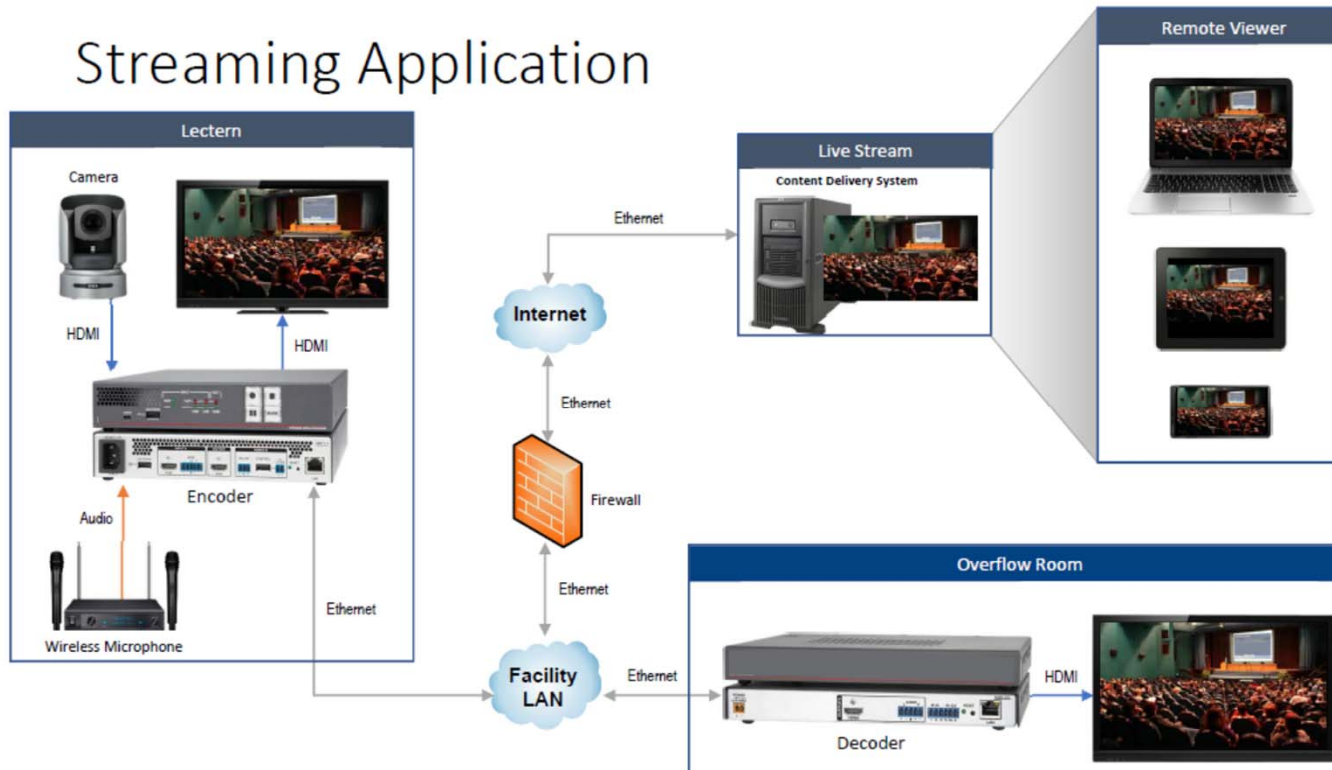 Streaming Application
Lectern
Camera
HDMI
HDMI
Encoder
Audio
Wireless Microphone
Ethernet
Internet
Ethernet
Firewall
Ethernet
Facility
LAN
Ethernet
Ethernet
Live Stream
Content Delivery System
Remote Viewer
Overflow Room
Decoder
HDMI